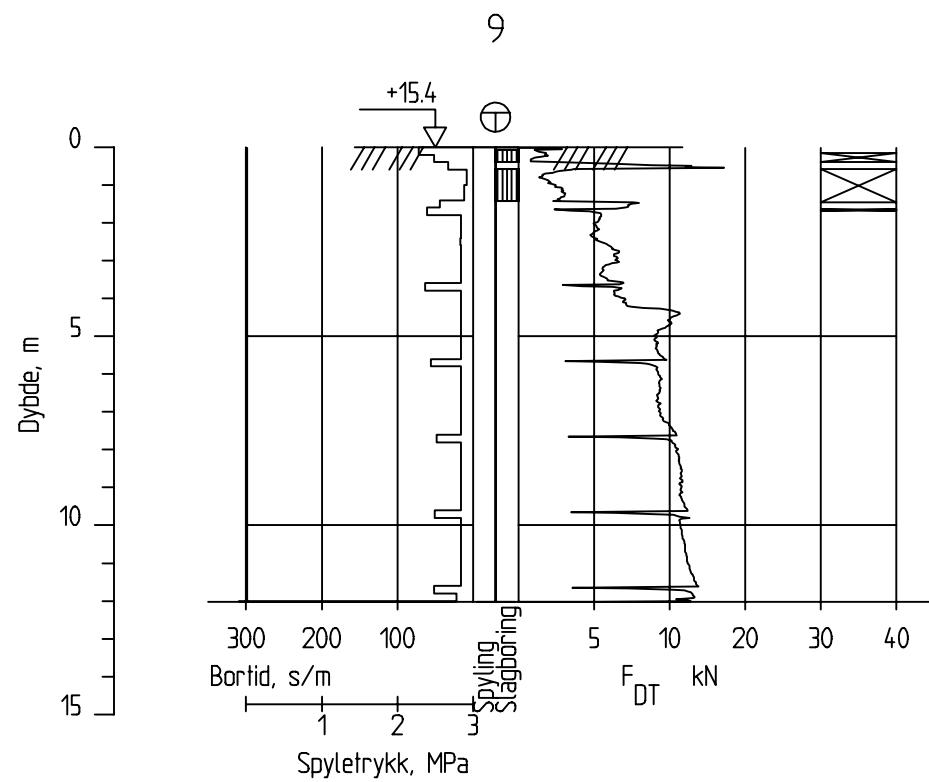 9
+15.4
0
5
10
15
Dybde, m
300 200 100 5 10 20 30 40
Bortid, s/m
Spyling
Slagboring
F DT kN
1 2 3
Spyletrykk, MPa